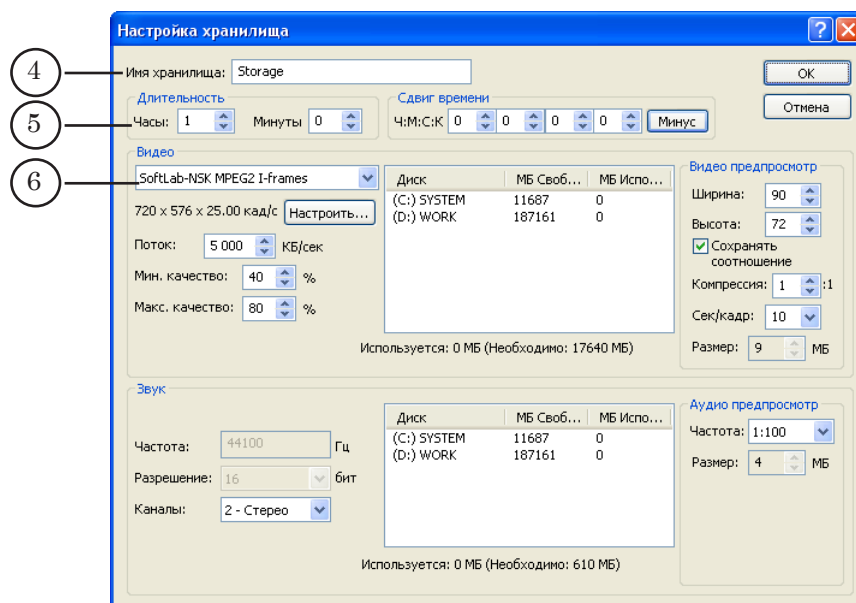 Настройка хранилища
4 Имя хранилища: Storage OK
Длительность Сдвиг времени Отмена
5 Часы: 1 Минуты 0 Ч:М:С:К 0 0 0 0 Минус
Видео
6 SoftLab-NSK MPEG2 I-frames
720 x 576 x 25.00 кад/с Настроить...
Поток: 5 000 КБ/сек
Мин. качество: 40 %
Макс. качество: 80 %
Диск МБ Своб... МБ Испо...
(C:) SYSTEM 11687 0
(D:) WORK 187161 0
Используется: 0 МБ (Необходимо: 17640 МБ)
Видео предпросмотр
Ширина: 90
Высота: 72
Сохранять
соотношение
Компрессия: 1 :1
Сек/кадр: 10
Размер: 9 МБ
Звук
Частота: 44100 Гц
Разрешение: 16 бит
Каналы: 2 - Стерео
Диск МБ Своб... МБ Испо...
(C:) SYSTEM 11687 0
(D:) WORK 187161 0
Используется: 0 МБ (Необходимо: 610 МБ)
Аудио предпросмотр
Частота: 1:100
Размер: 4 МБ